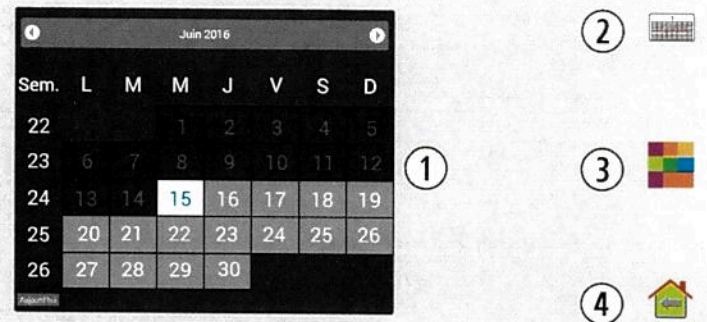 Juin 2016
Sem. L M M J V S D
22 1 2 3 4 5
23 6 7 8 9 10 11 12
24 13 14 15 16 17 18 19
25 20 21 22 23 24 25 26
26 27 28 29 30
Aujourd'hui
1
2
3
4